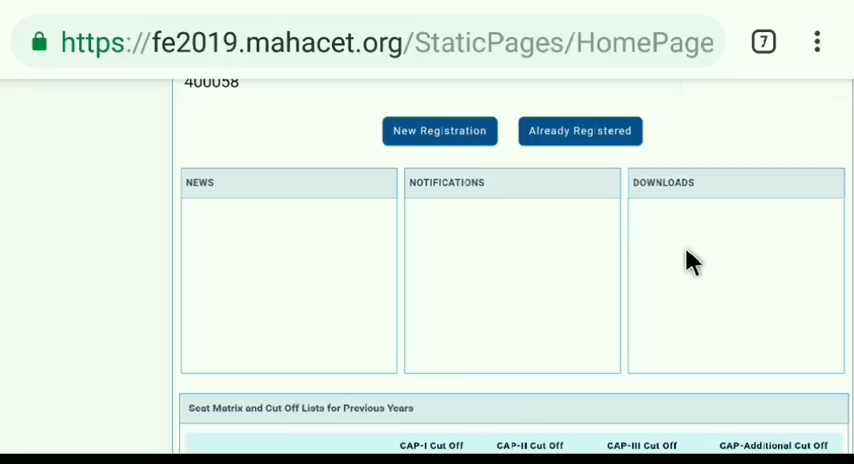 https://fe2019.mahacet.org/StaticPages/HomePage 7
400058
New Registration Already Registered
NEWS NOTIFICATIONS DOWNLOADS
Seat Matrix and Cut Off Lists for Previous Years
CAP-I Cut Off CAP-II Cut Off CAP-III Cut Off CAP-Additional Cut Off